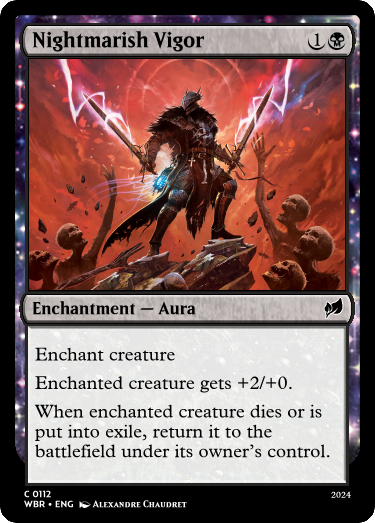 Nightmarish Vigor 1
Enchantment — Aura
Enchant creature
Enchanted creature gets +2/+0.
When enchanted creature dies or is
put into exile, return it to the
battlefield under its owner's control.
C 0112
2024
WBR • ENG Alexandre Chaudret